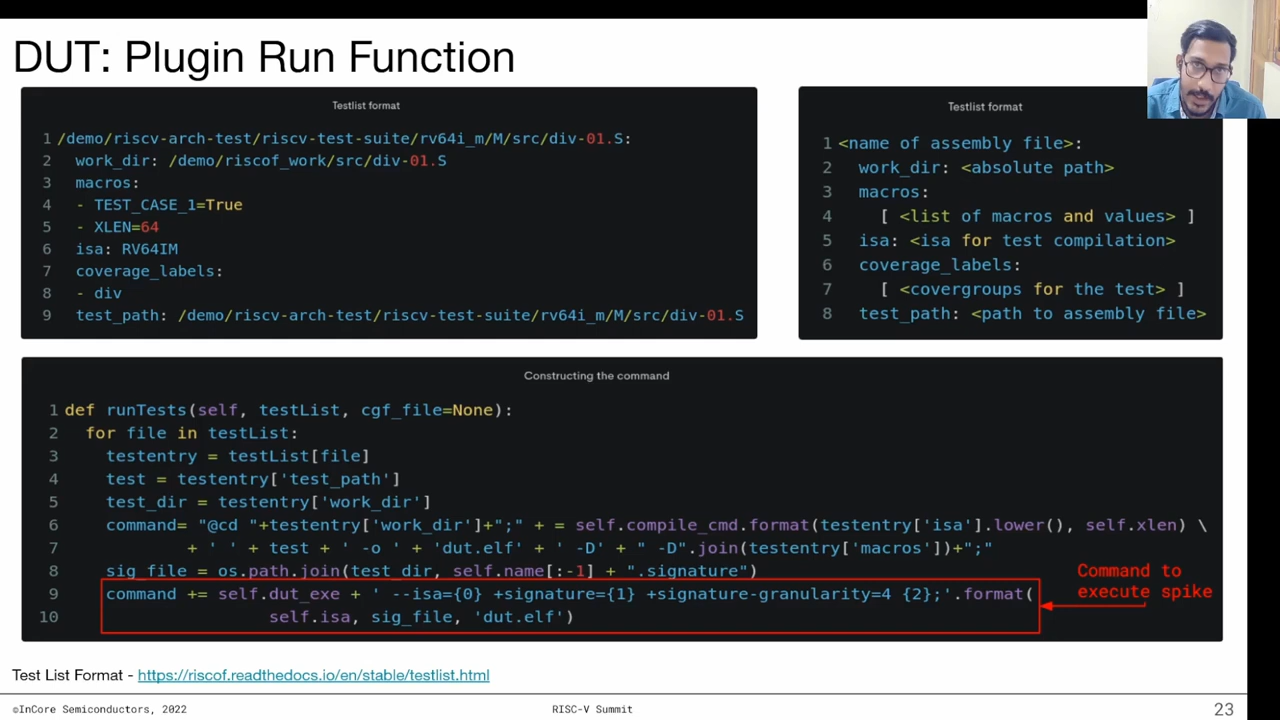 DUT: Plugin Run Function
Testlist format
1 /demo/riscv-arch-test/riscv-test-suite/rv64i_m/M/src/div-01.S:
2 work_dir: /demo/riscof_work/src/div-01.S
3 macros:
4 - TEST_CASE_1=True
5 - XLEN=64
6 isa: RV64IM
7 coverage_labels:
8 - div
9 test_path: /demo/riscv-arch-test/riscv-test-suite/rv64i_m/M/src/div-01.S
Testlist format
1 <name of assembly file>:
2 work_dir: <absolute path>
3 macros:
4 [ <list of macros and values> ]
5 isa: <isa for test compilation>
6 coverage_labels:
7 [ <covergroups for the test> ]
8 test_path: <path to assembly file>
Constructing the command
1 def runTests(self, testList, cgf_file=None):
2 for file in testList:
3 testentry = testList[file]
4 test = testentry['test_path']
5 test_dir = testentry['work_dir']
6 command= "@cd "+testentry['work_dir']+";" + = self.compile_cmd.format(testentry['isa'].lower(), self.xlen) \
7 + ' ' + test + ' -o ' + 'dut.elf' + ' -D' + " -D".join(testentry['macros'])+";"
8 sig_file = os.path.join(test_dir, self.name[:-1] + ".signature")
9 command += self.dut_exe + ' --isa={0} +signature={1} +signature-granularity=4 {2};'.format(
10 self.isa, sig_file, 'dut.elf')
Command to
execute spike
Test List Format - https://riscof.readthedocs.io/en/stable/testlist.html
©InCore Semiconductors, 2022
RISC-V Summit
23